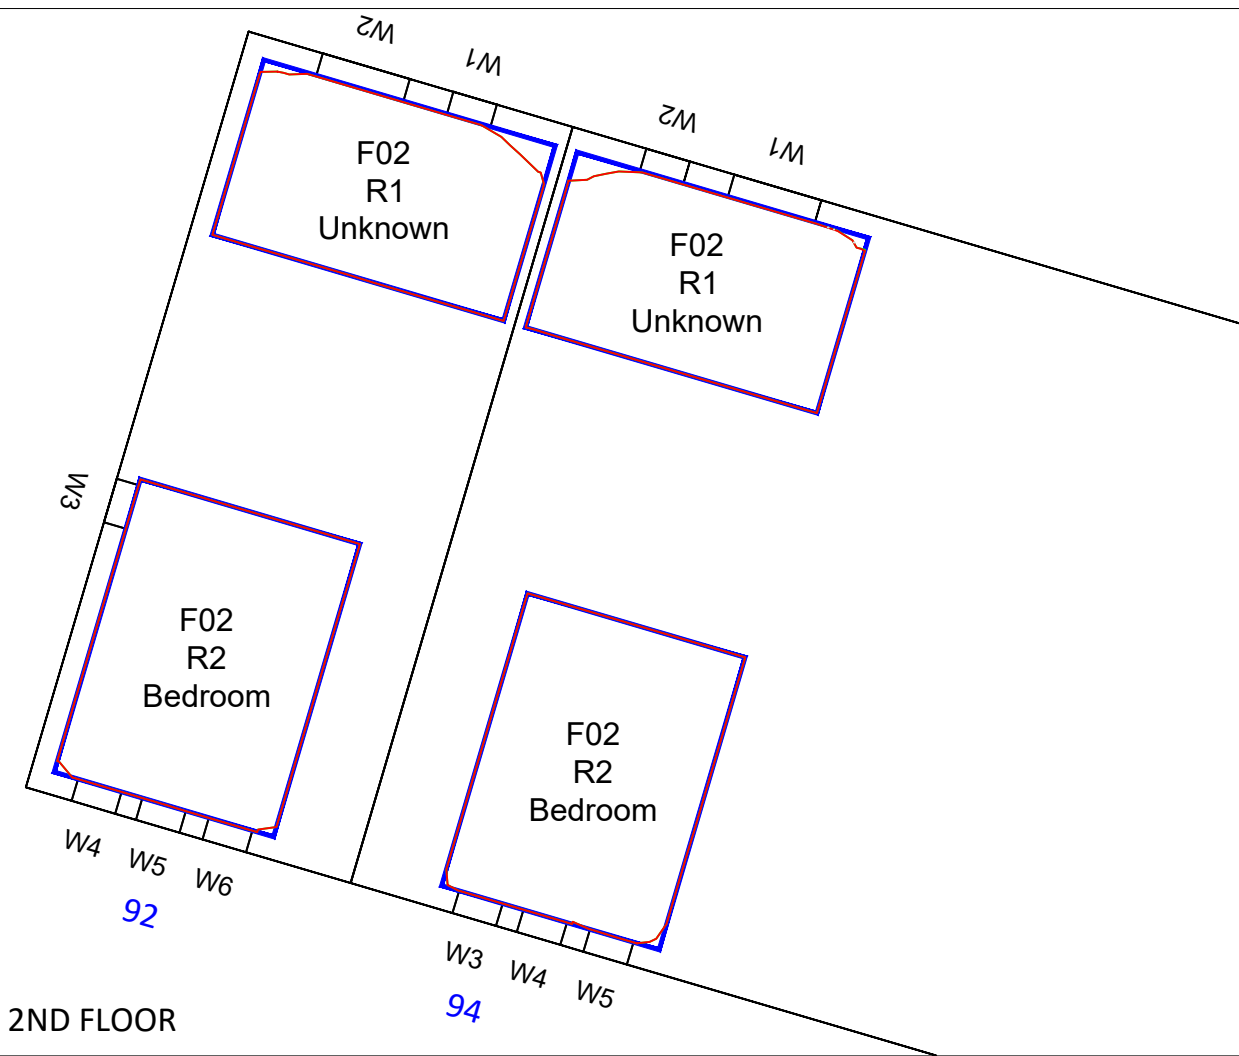 W2
W1
W2
W1
F02
R1
Unknown
F02
R1
Unknown
W3
F02
R2
Bedroom
F02
R2
Bedroom
W4
W5
W6
92
W3
W4
W5
94
2ND FLOOR